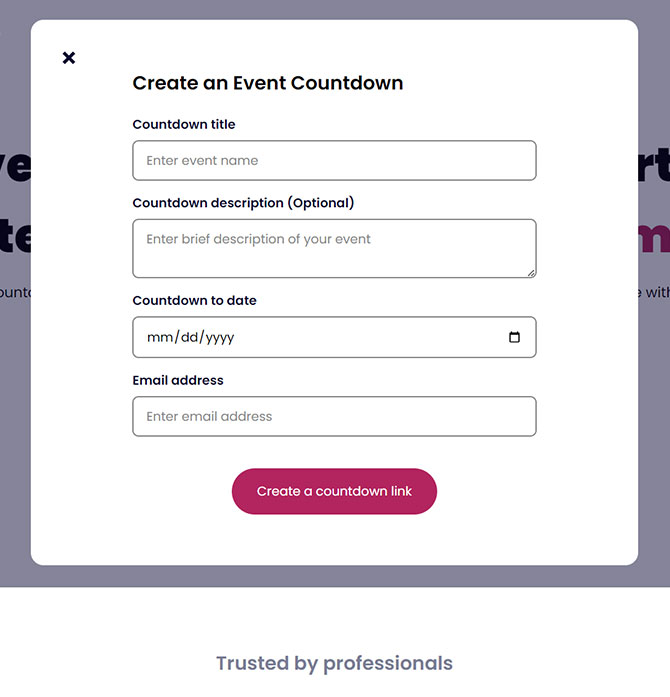 Create an Event Countdown
Countdown title
Enter event name
Countdown description (Optional)
Enter brief description of your event
Countdown to date
mm/dd/yyyy
Email address
Enter email address
Create a countdown link
Trusted by professionals